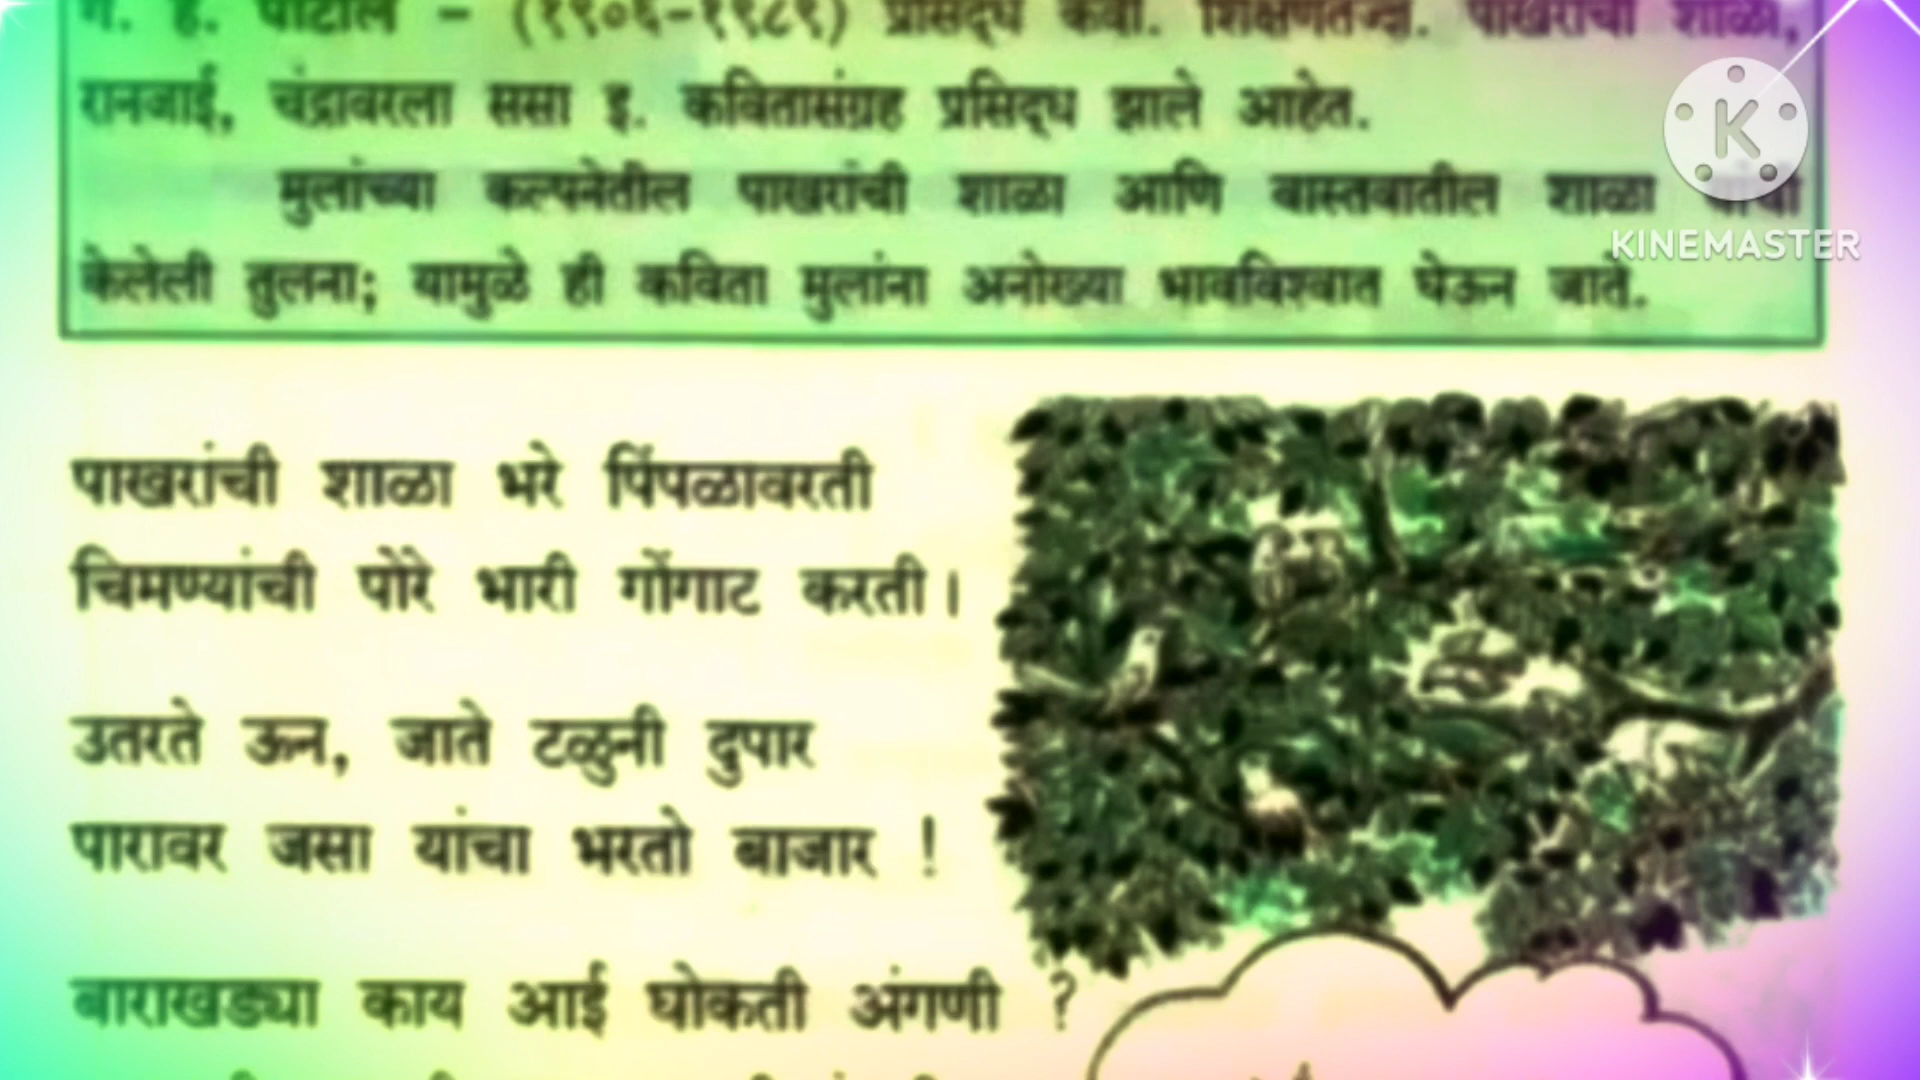 ग. ह. पाटील – (१९०६–१९८९) प्रसिद्ध कवी. शिक्षणतज्ज्ञ. पाखरांची शाळा,
रानजाई, चंद्रावरला ससा इ. कवितासंग्रह प्रसिद्ध झाले आहेत.
मुलांच्या कल्पनेतील पाखरांची शाळा आणि वास्तवातील शाळा यांची
केलेली तुलना; यामुळे ही कविता मुलांना अनोख्या भावविश्वात घेऊन जाते.
KINEMASTER
पाखरांची शाळा भरे पिंपळावरती
चिमण्यांची पोरे भारी गोंगाट करती।
उतरते ऊन, जाते टळुनी दुपार
पारावर जसा यांचा भरतो बाजार !
बाराखड्या काय आई घोकती अंगणी ?